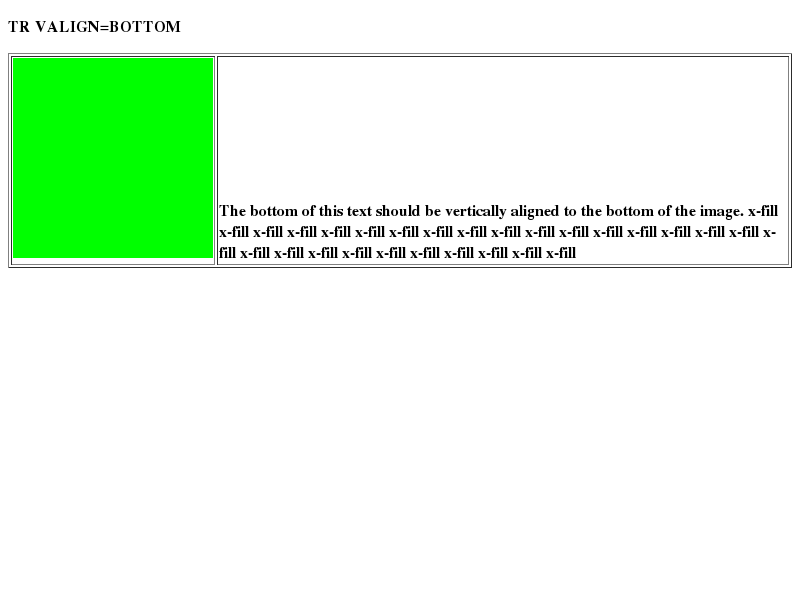 TR VALIGN=BOTTOM
The bottom of this text should be vertically aligned to the bottom of the image. x-fill
x-fill x-fill x-fill x-fill x-fill x-fill x-fill x-fill x-fill x-fill x-fill x-fill x-fill x-fill x-fill x-fill x-
fill x-fill x-fill x-fill x-fill x-fill x-fill x-fill x-fill x-fill x-fill